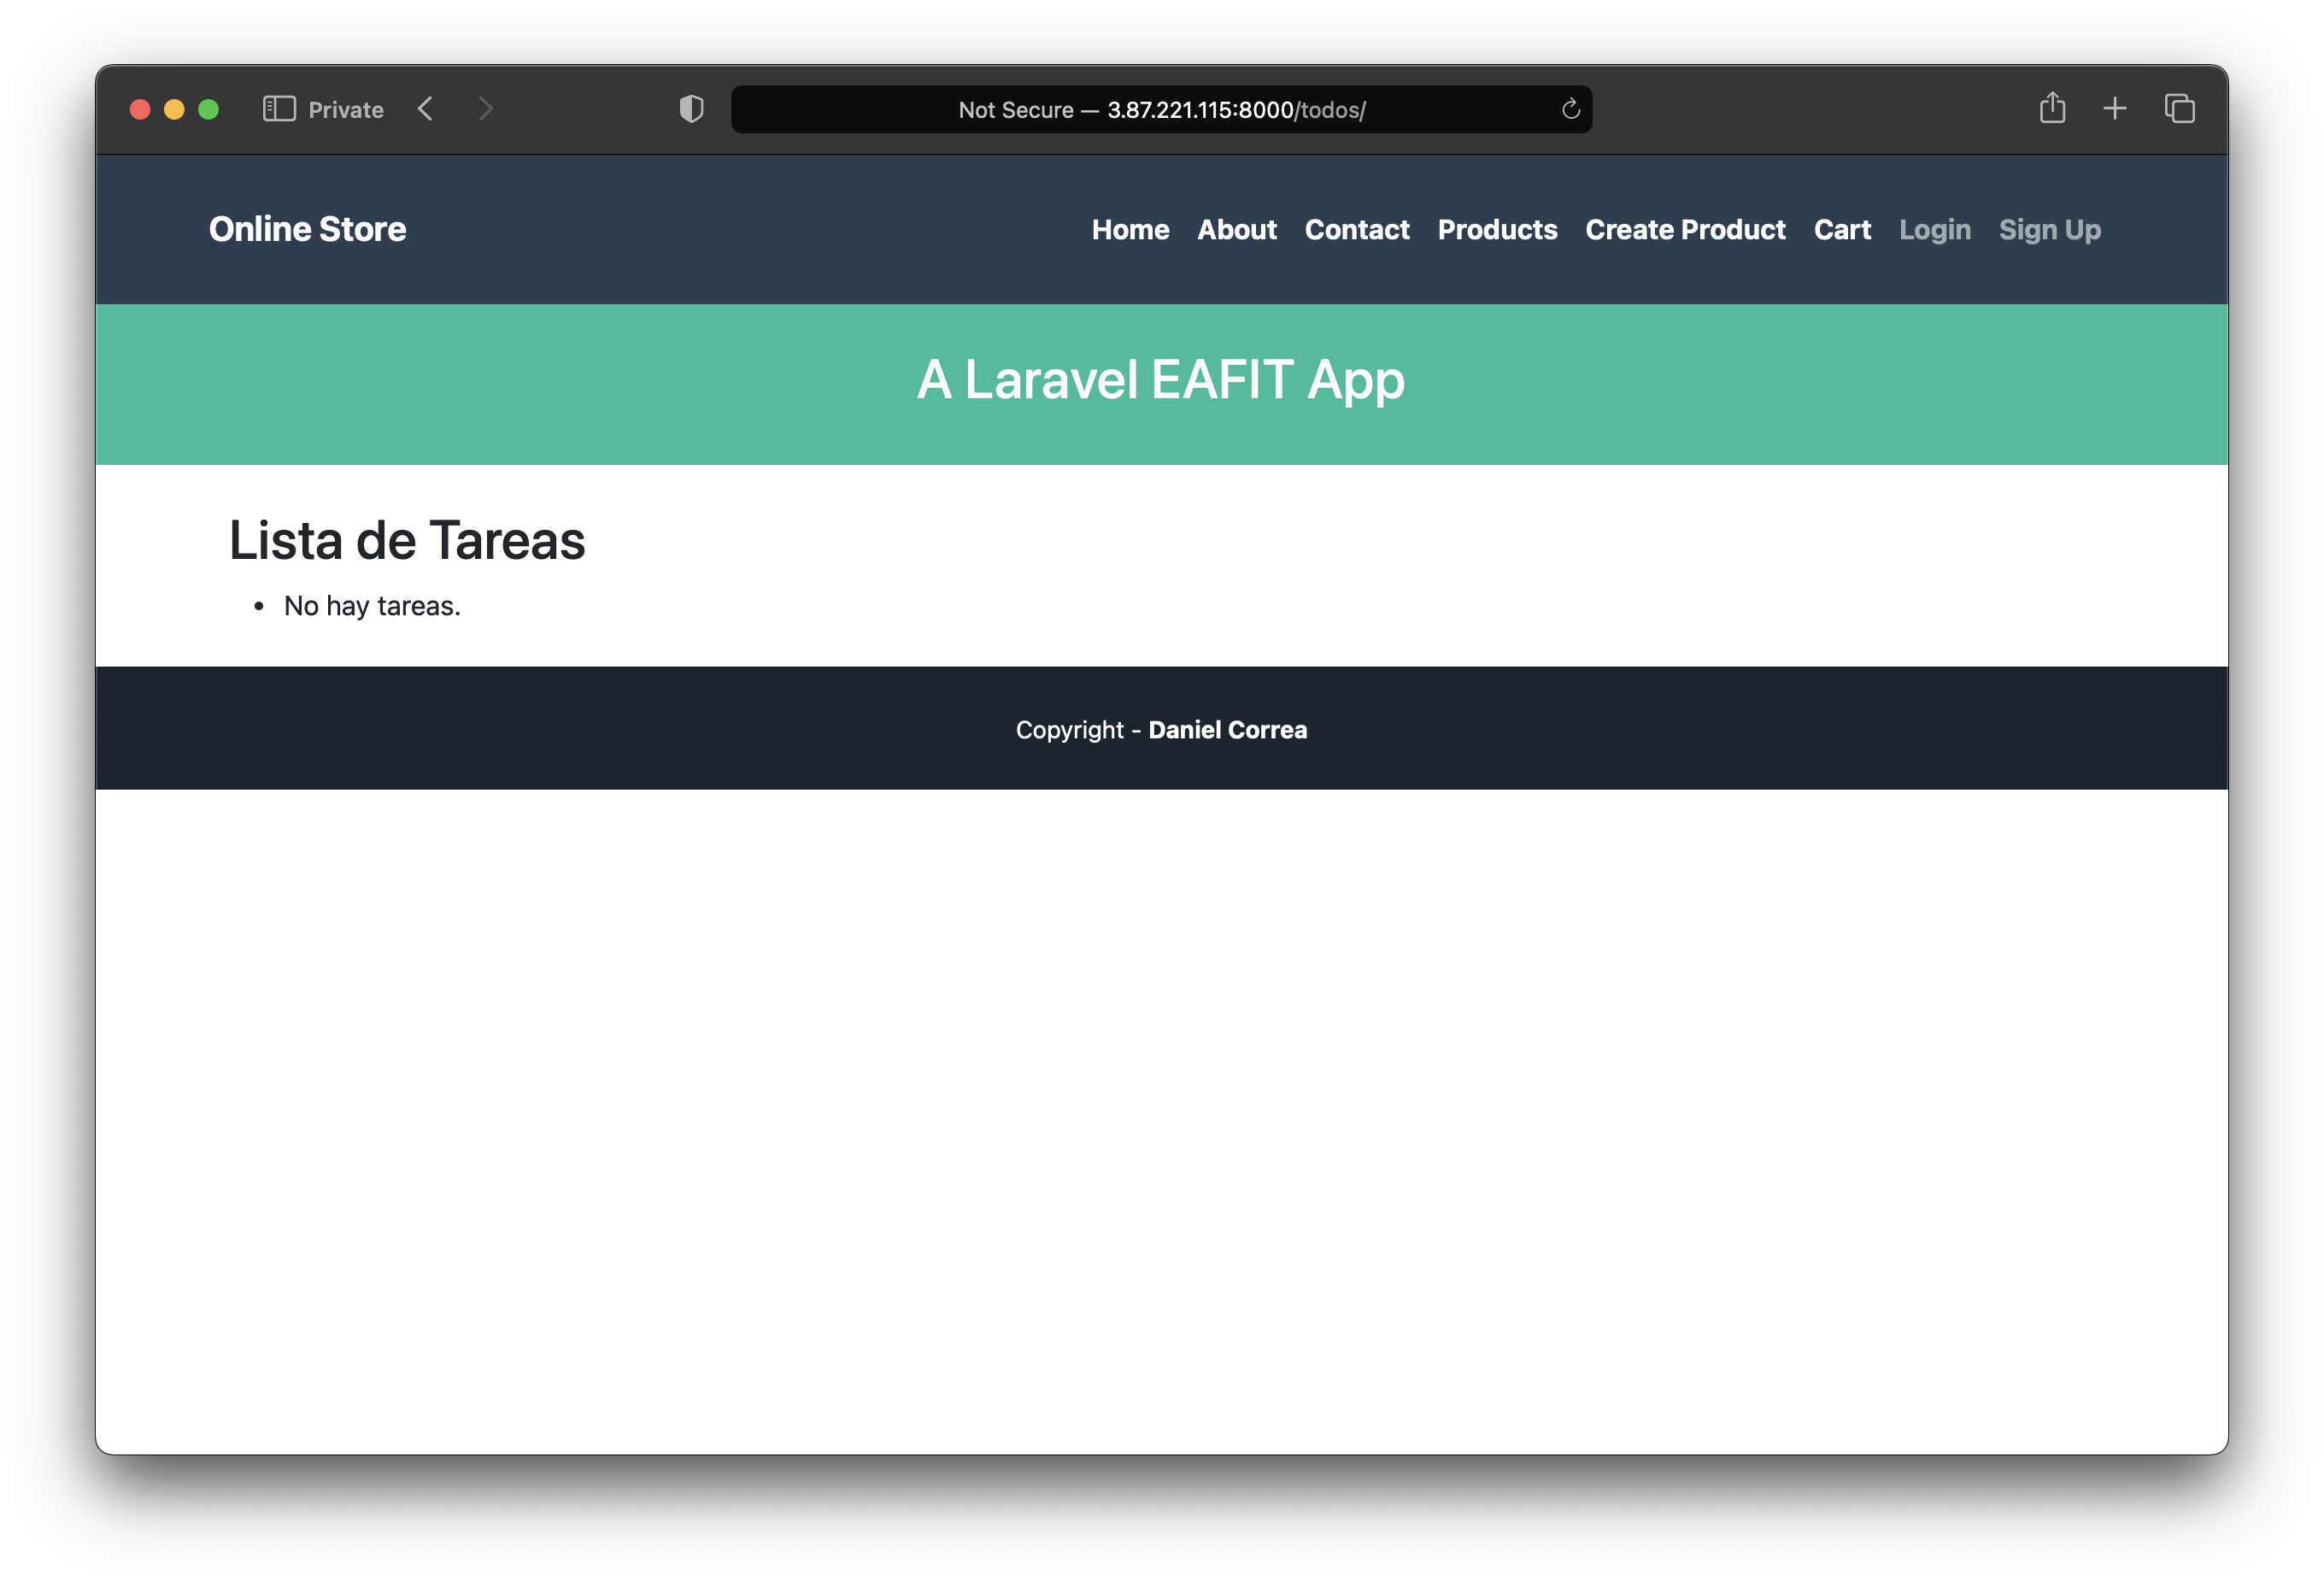 Private
Not Secure — 3.87.221.115:8000/todos/
Online Store
Home About Contact Products Create Product Cart Login Sign Up
A Laravel EAFIT App
Lista de Tareas
• No hay tareas.
Copyright - Daniel Correa